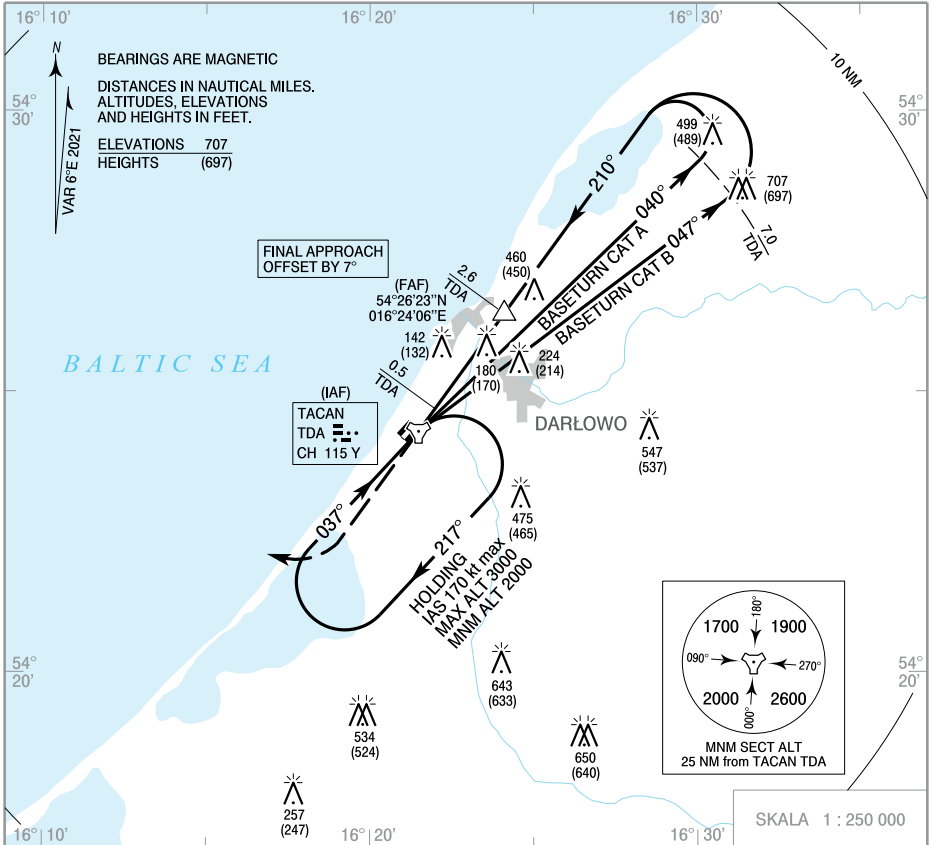 16° 10'
16° 20'
16° 30'
N
VAR 6°E 2021
BEARINGS ARE MAGNETIC
DISTANCES IN NAUTICAL MILES.
ALTITUDES, ELEVATIONS
AND HEIGHTS IN FEET.
ELEVATIONS 707
HEIGHTS (697)
10 NM
54°
30'
54°
30'
499
(489)
707
(697)
210°
040°
BASETURN CAT A
047°
BASETURN CAT B
7.0
TDA
FINAL APPROACH
OFFSET BY 7°
460
(450)
2.6
TDA
(FAF)
54°26'23"N
016°24'06"E
142
(132)
180
(170)
224
(214)
BALTIC SEA
0.5
TDA
(IAF)
TACAN
TDA
CH 115 Y
DARŁOWO
547
(537)
037°
217°
475
(465)
HOLDING
IAS 170 kt max
MAX ALT 3000
MNM ALT 2000
180°
1700 1900
090° 270°
2000 2600
000°
MNM SECT ALT
25 NM from TACAN TDA
643
(633)
54°
20'
54°
20'
534
(524)
650
(640)
257
(247)
SKALA 1 : 250 000
16° 10'
16° 20'
16° 30'